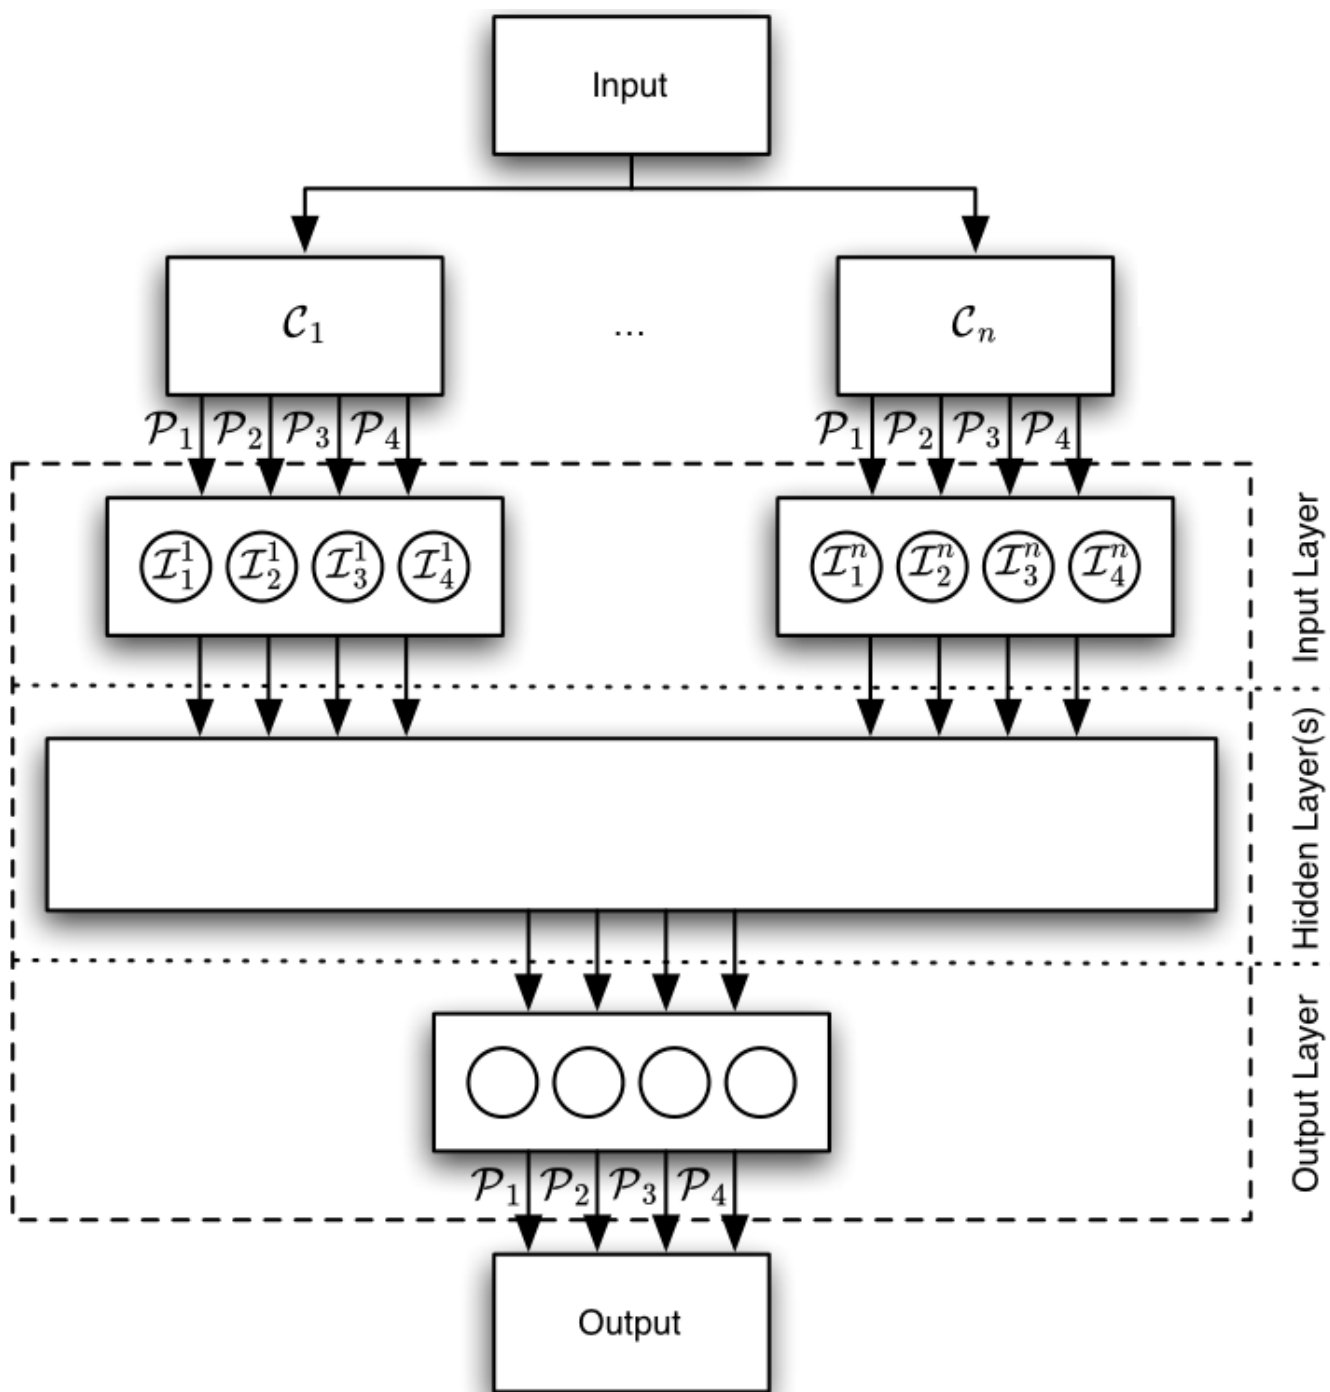 Input
𝒞₁ ... 𝒞ₙ
𝒫₁ 𝒫₂ 𝒫₃ 𝒫₄ 𝒫₁ 𝒫₂ 𝒫₃ 𝒫₄
ℐ₁¹ ℐ₂¹ ℐ₃¹ ℐ₄¹ ℐ₁ⁿ ℐ₂ⁿ ℐ₃ⁿ ℐ₄ⁿ
Input Layer
Hidden Layer(s)
Output Layer
𝒫₁ 𝒫₂ 𝒫₃ 𝒫₄
Output